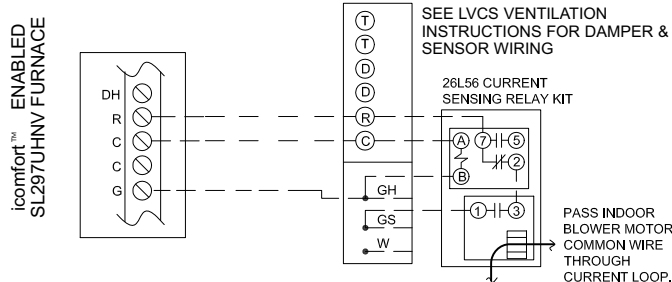 icomfort™ ENABLED
SL297UHNV FURNACE
DH
R
C
C
G
T
T
D
D
R
C
GH
GS
W
SEE LVCS VENTILATION
INSTRUCTIONS FOR DAMPER &
SENSOR WIRING
26L56 CURRENT
SENSING RELAY KIT
A
7
5
2
B
1
3
PASS INDOOR
BLOWER MOTOR
COMMON WIRE
THROUGH
CURRENT LOOP.